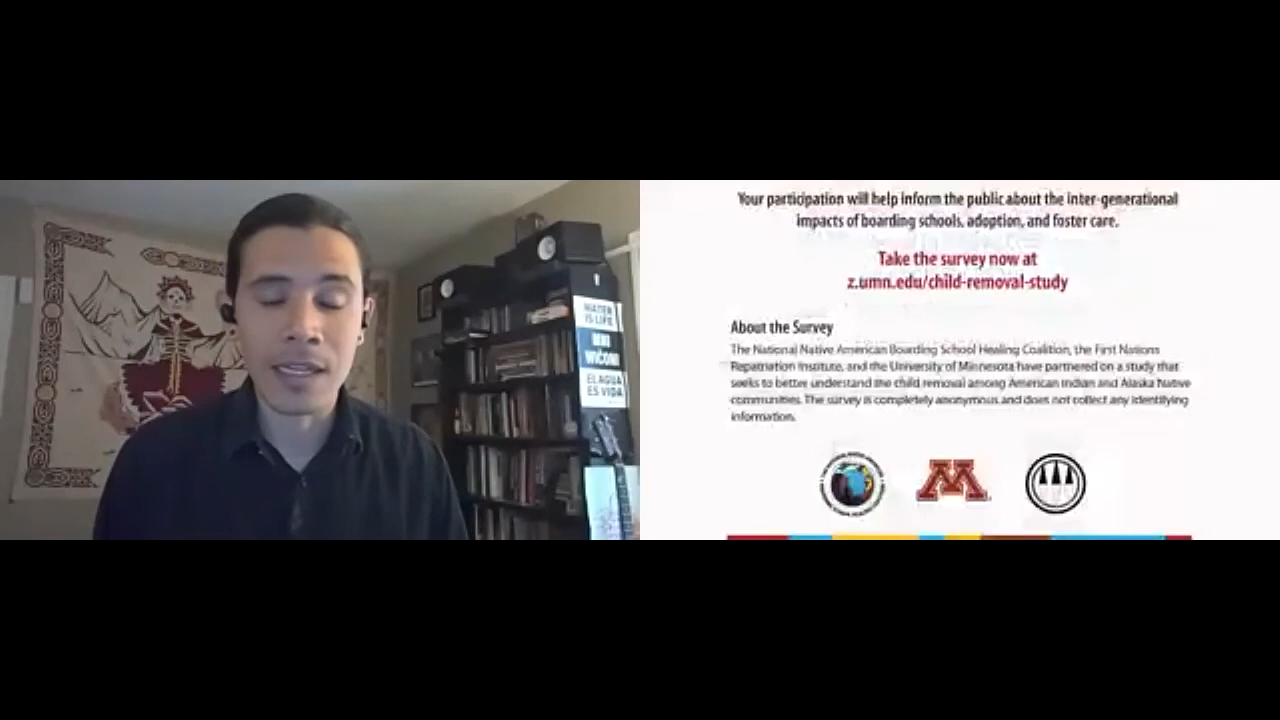 WATER
IS LIFE
MNI
WICONI
EL AGUA
ES VIDA
Your participation will help inform the public about the inter-generational
impacts of boarding schools, adoption, and foster care.
Take the survey now at
z.umn.edu/child-removal-study
About the Survey
The National Native American Boarding School Healing Coalition, the First Nations
Repatriation Institute, and the University of Minnesota have partnered on a study that
seeks to better understand the child removal among American Indian and Alaska Native
communities. The survey is completely anonymous and does not collect any identifying
information.
M